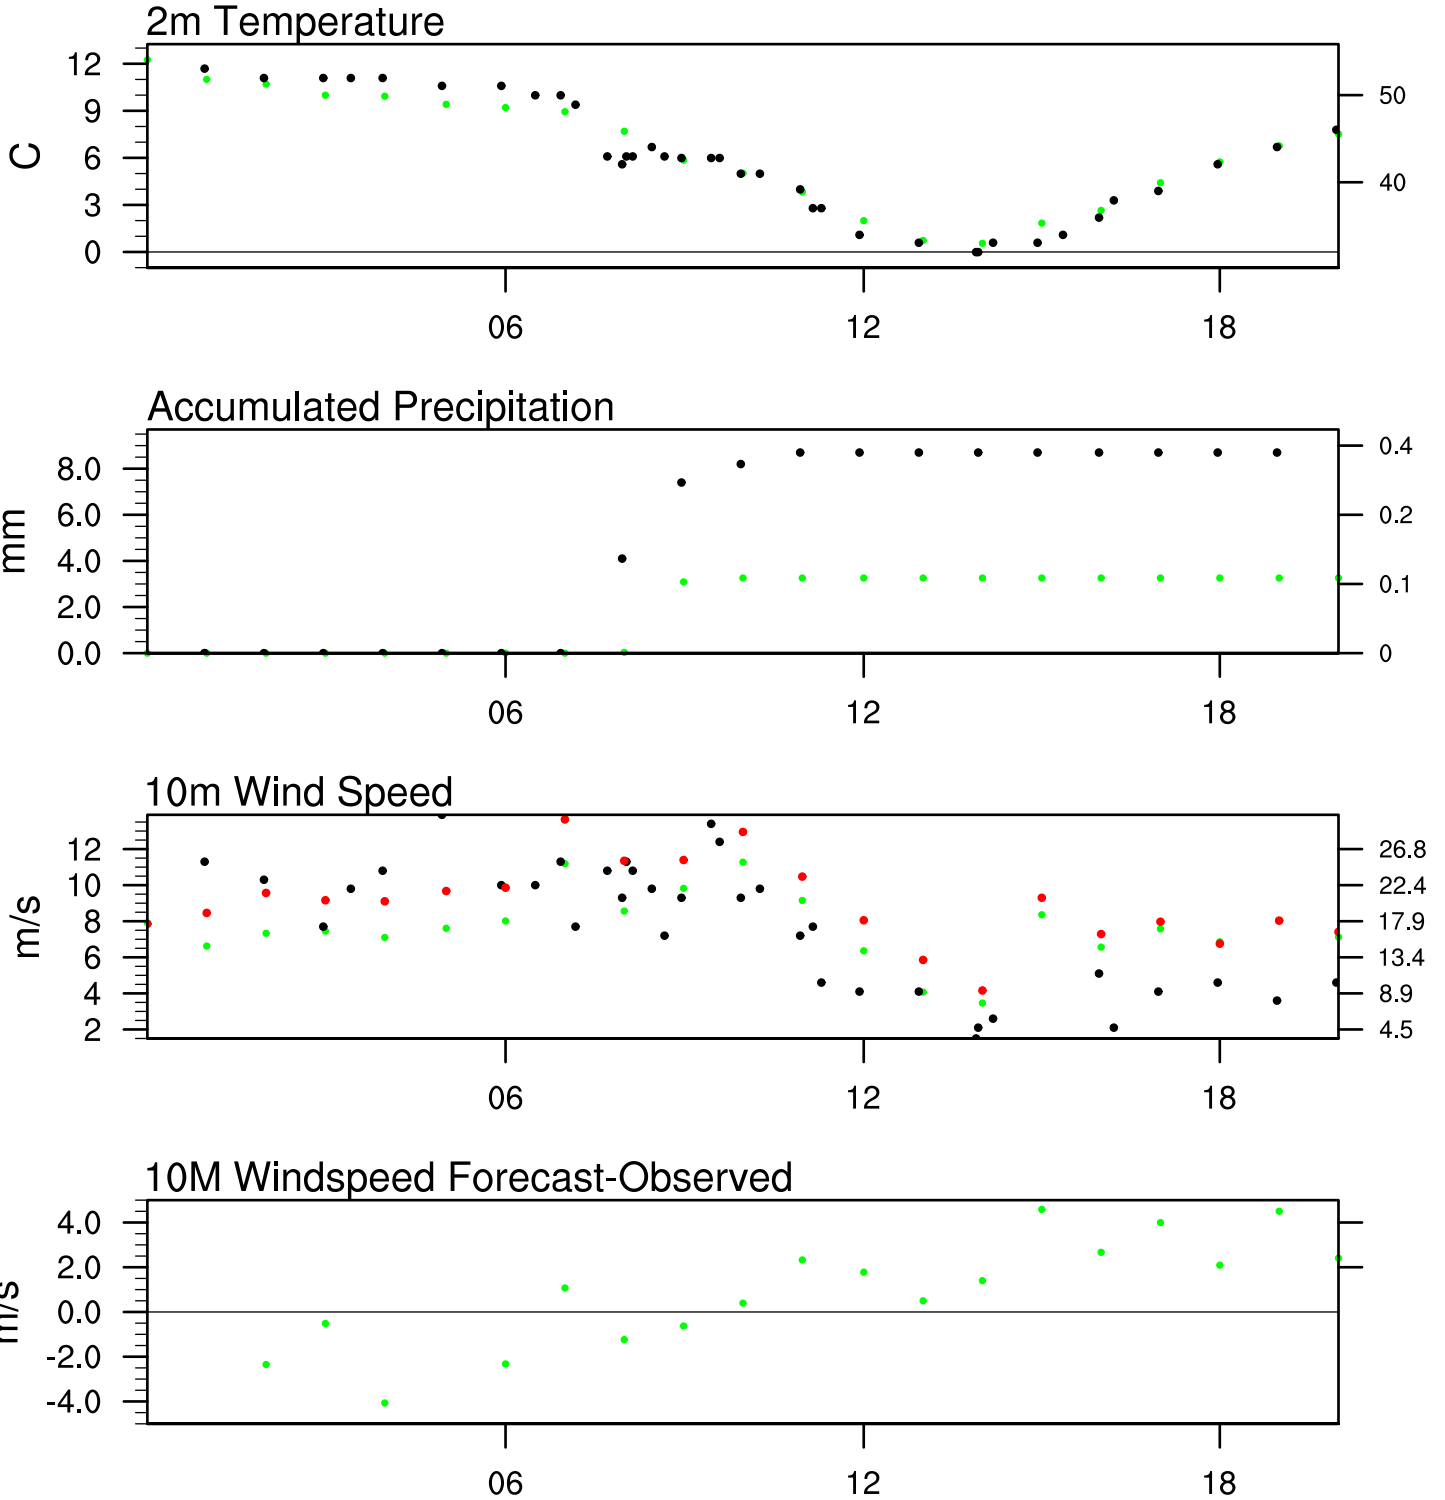 2m Temperature
12
9
6
3
0
C
50
40
06 12 18
Accumulated Precipitation
8.0
6.0
4.0
2.0
0.0
mm
0.4
0.2
0.1
0
06 12 18
10m Wind Speed
12
10
8
6
4
2
m/s
26.8
22.4
17.9
13.4
8.9
4.5
06 12 18
10M Windspeed Forecast-Observed
4.0
2.0
0.0
-2.0
-4.0
m/s
06 12 18